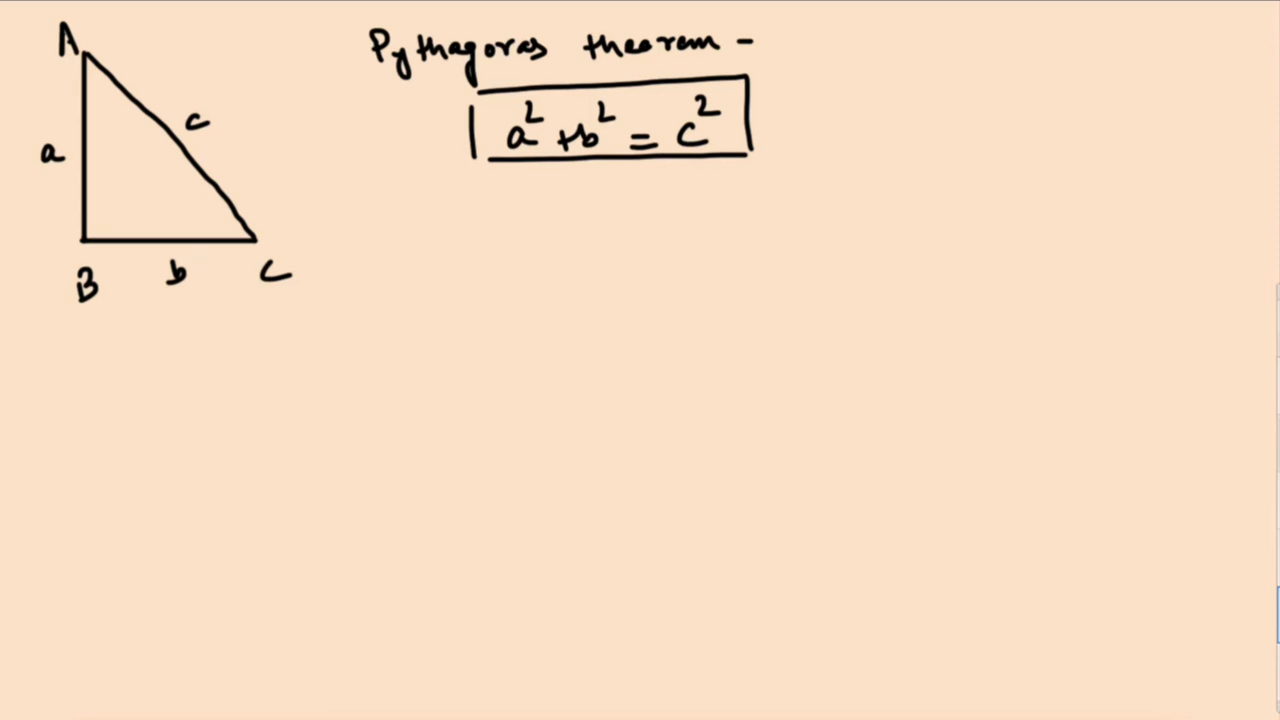 A
Pythagoras theorem -
a² + b² = c²
c
a
B b C